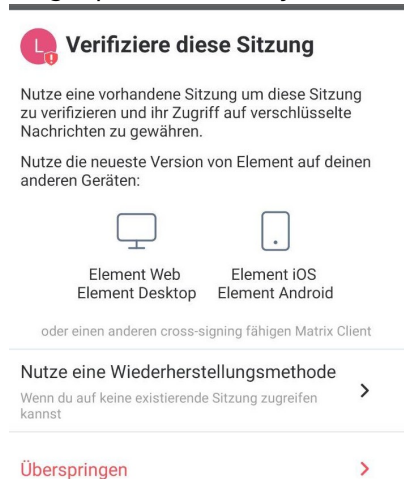 L
Verifiziere diese Sitzung
Nutze eine vorhandene Sitzung um diese Sitzung
zu verifizieren und ihr Zugriff auf verschlüsselte
Nachrichten zu gewähren.
Nutze die neueste Version von Element auf deinen
anderen Geräten:
Element Web
Element Desktop
Element iOS
Element Android
oder einen anderen cross-signing fähigen Matrix Client
Nutze eine Wiederherstellungsmethode
Wenn du auf keine existierende Sitzung zugreifen
kannst
Überspringen